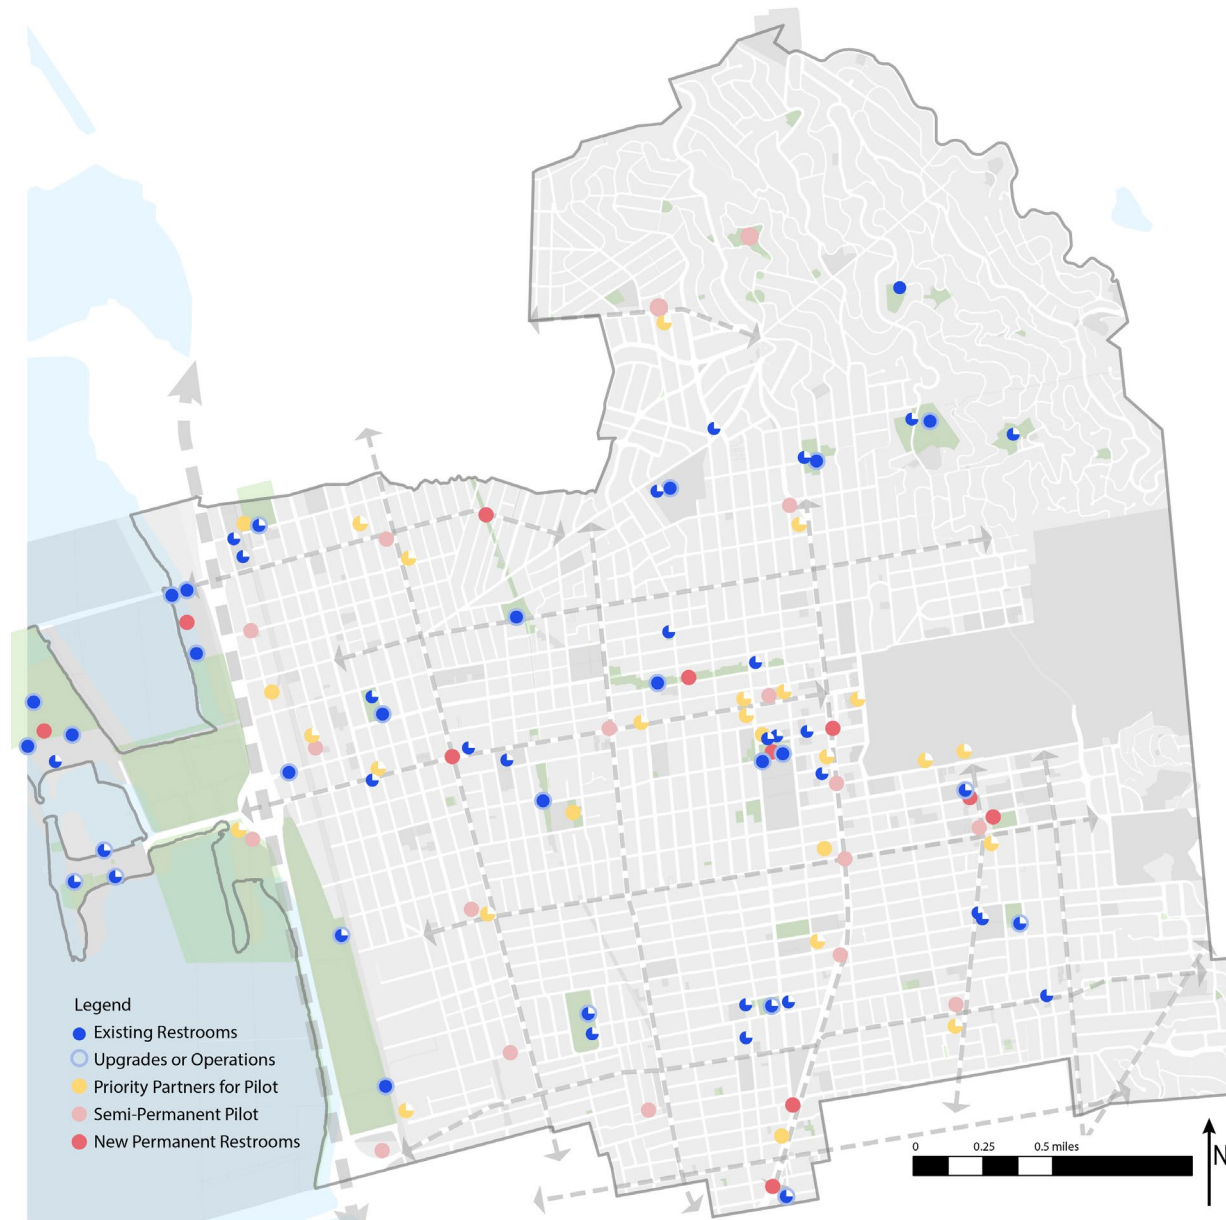 Legend
Existing Restrooms
Upgrades or Operations
Priority Partners for Pilot
Semi-Permanent Pilot
New Permanent Restrooms
0 0.25 0.5 miles
N